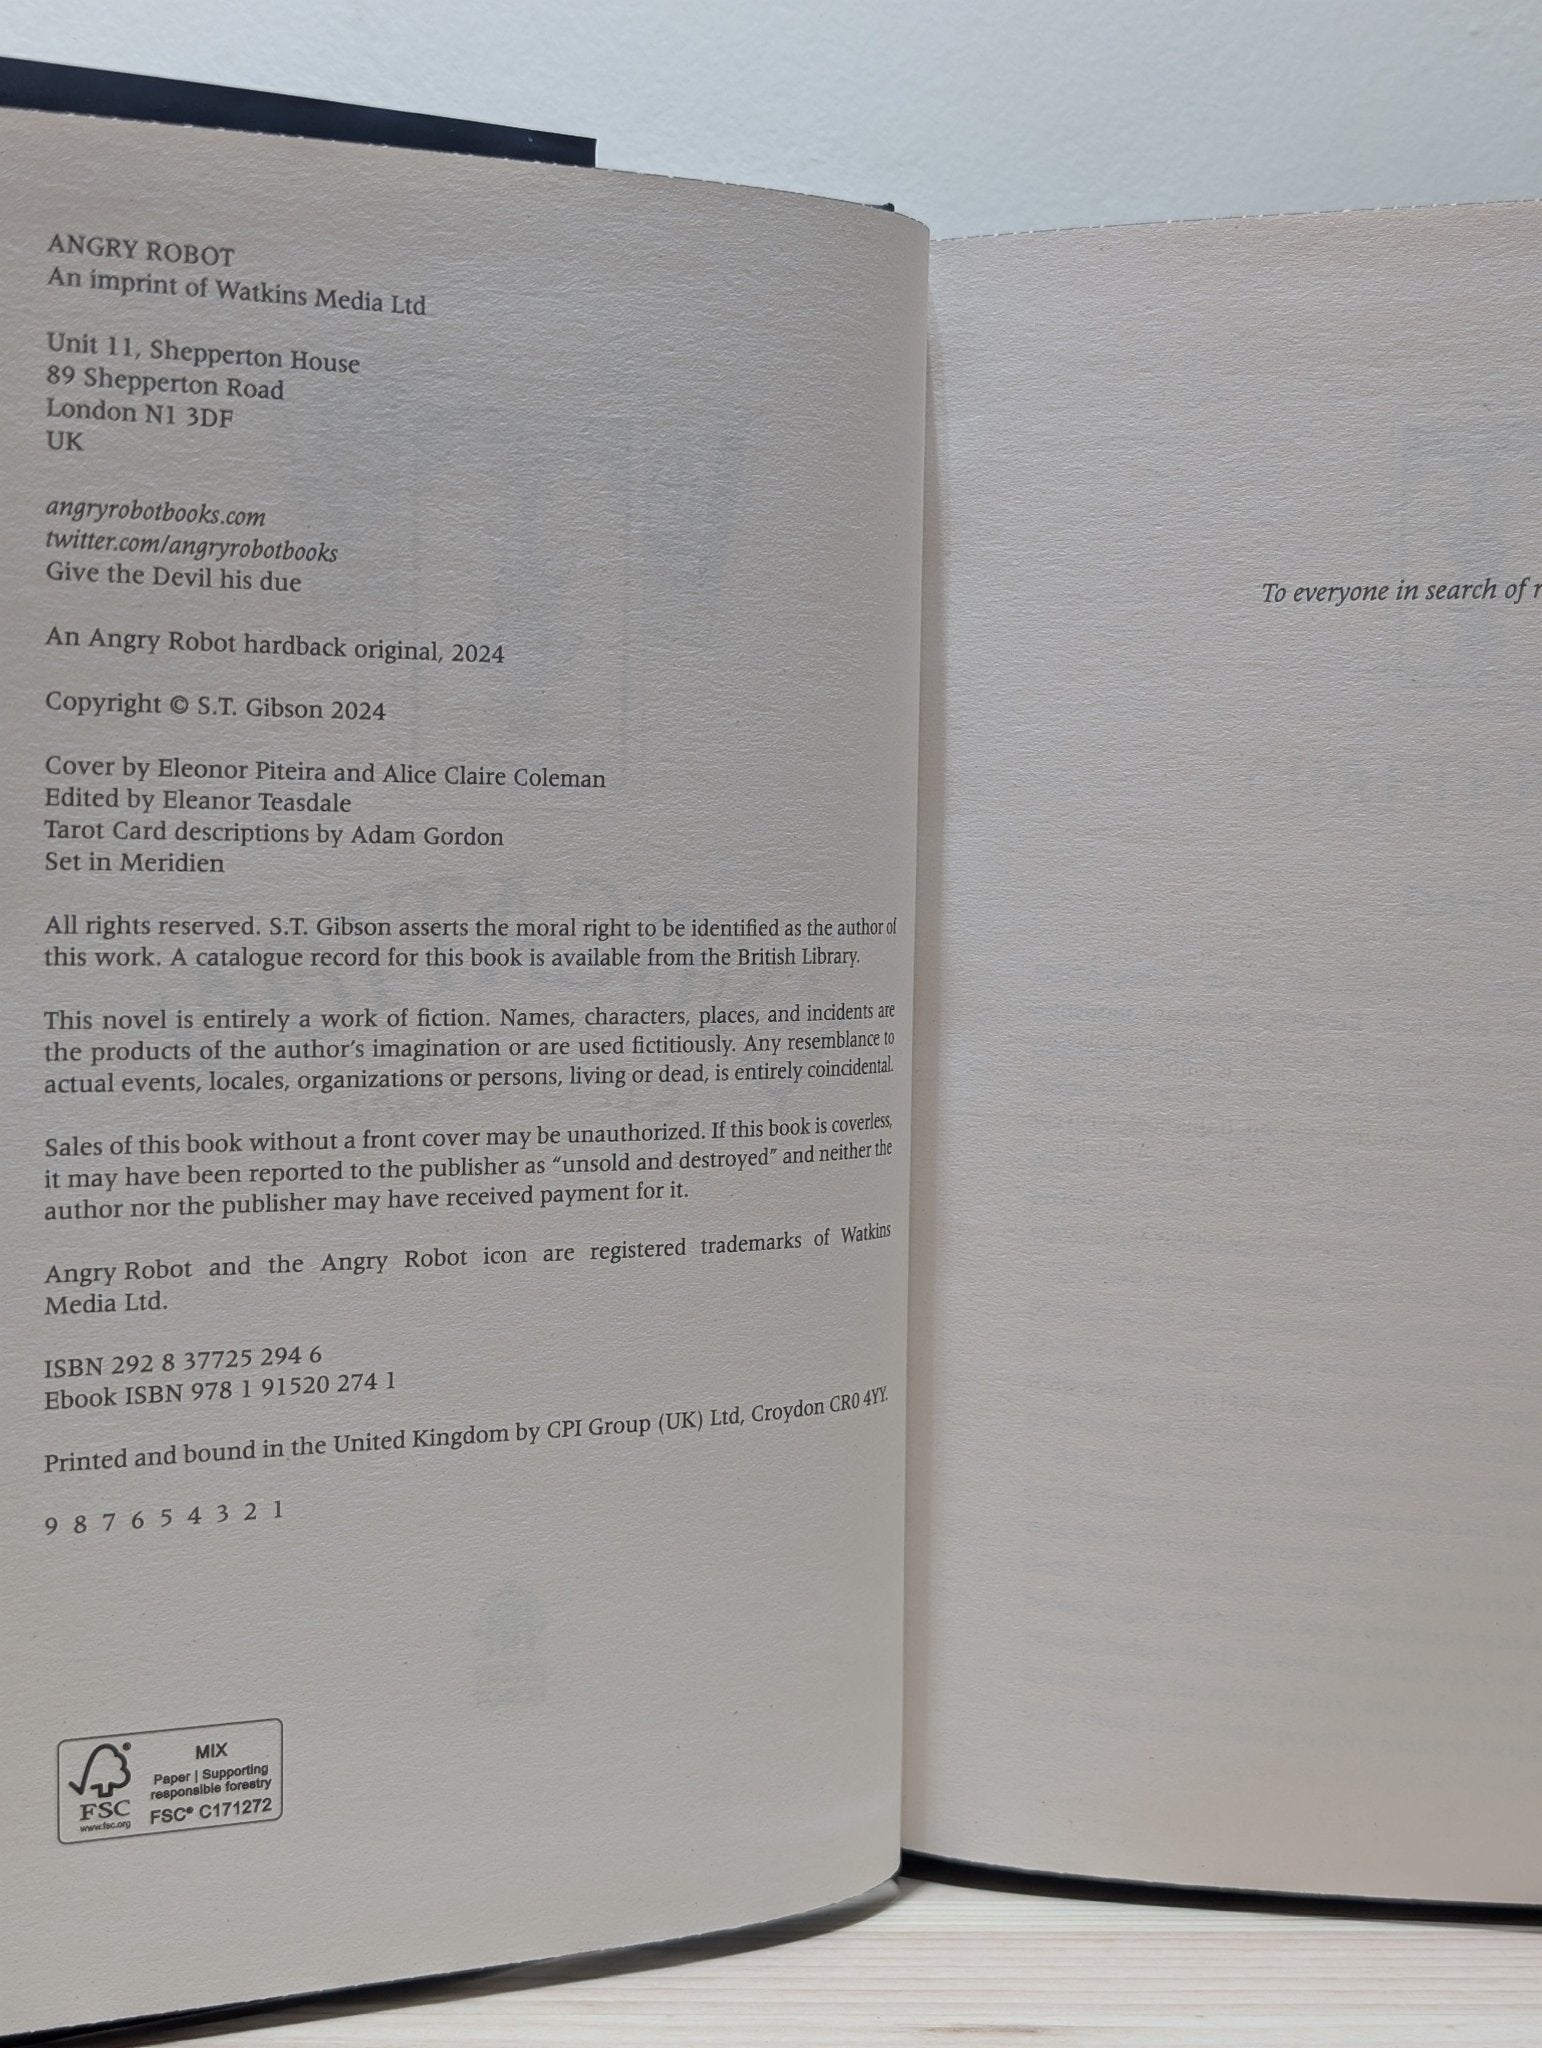 ANGRY ROBOT
An imprint of Watkins Media Ltd
Unit 11, Shepperton House
89 Shepperton Road
London N1 3DF
UK
angryrobotbooks.com
twitter.com/angryrobotbooks
Give the Devil his due
An Angry Robot hardback original, 2024
Copyright © S.T. Gibson 2024
Cover by Eleonor Piteira and Alice Claire Coleman
Edited by Eleanor Teasdale
Tarot Card descriptions by Adam Gordon
Set in Meridien
All rights reserved. S.T. Gibson asserts the moral right to be identified as the author of
this work. A catalogue record for this book is available from the British Library.
This novel is entirely a work of fiction. Names, characters, places, and incidents are
the products of the author's imagination or are used fictitiously. Any resemblance to
actual events, locales, organizations or persons, living or dead, is entirely coincidental.
Sales of this book without a front cover may be unauthorized. If this book is coverless,
it may have been reported to the publisher as “unsold and destroyed” and neither the
author nor the publisher may have received payment for it.
Angry Robot and the Angry Robot icon are registered trademarks of Watkins
Media Ltd.
ISBN 292 8 37725 294 6
Ebook ISBN 978 1 91520 274 1
Printed and bound in the United Kingdom by CPI Group (UK) Ltd, Croydon CR0 4YY.
9 8 7 6 5 4 3 2 1
FSC
www.fsc.org
MIX
Paper | Supporting
responsible forestry
FSC® C171272
To everyone in search of